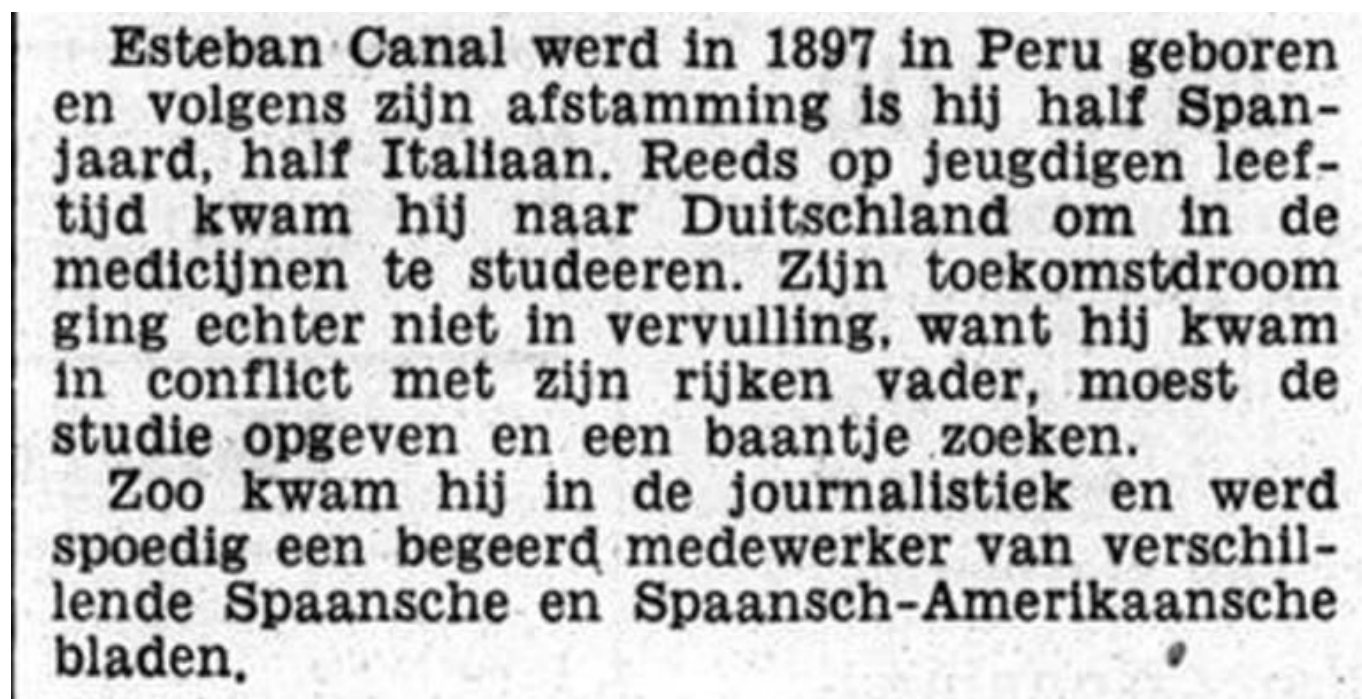 Esteban Canal werd in 1897 in Peru geboren
en volgens zijn afstamming is hij half Span-
jaard, half Italiaan. Reeds op jeugdigen leef-
tijd kwam hij naar Duitschland om in de
medicijnen te studeeren. Zijn toekomstdroom
ging echter niet in vervulling, want hij kwam
in conflict met zijn rijken vader, moest de
studie opgeven en een baantje zoeken.
Zoo kwam hij in de journalistiek en werd
spoedig een begeerd medewerker van verschil-
lende Spaansche en Spaansch-Amerikaansche
bladen.